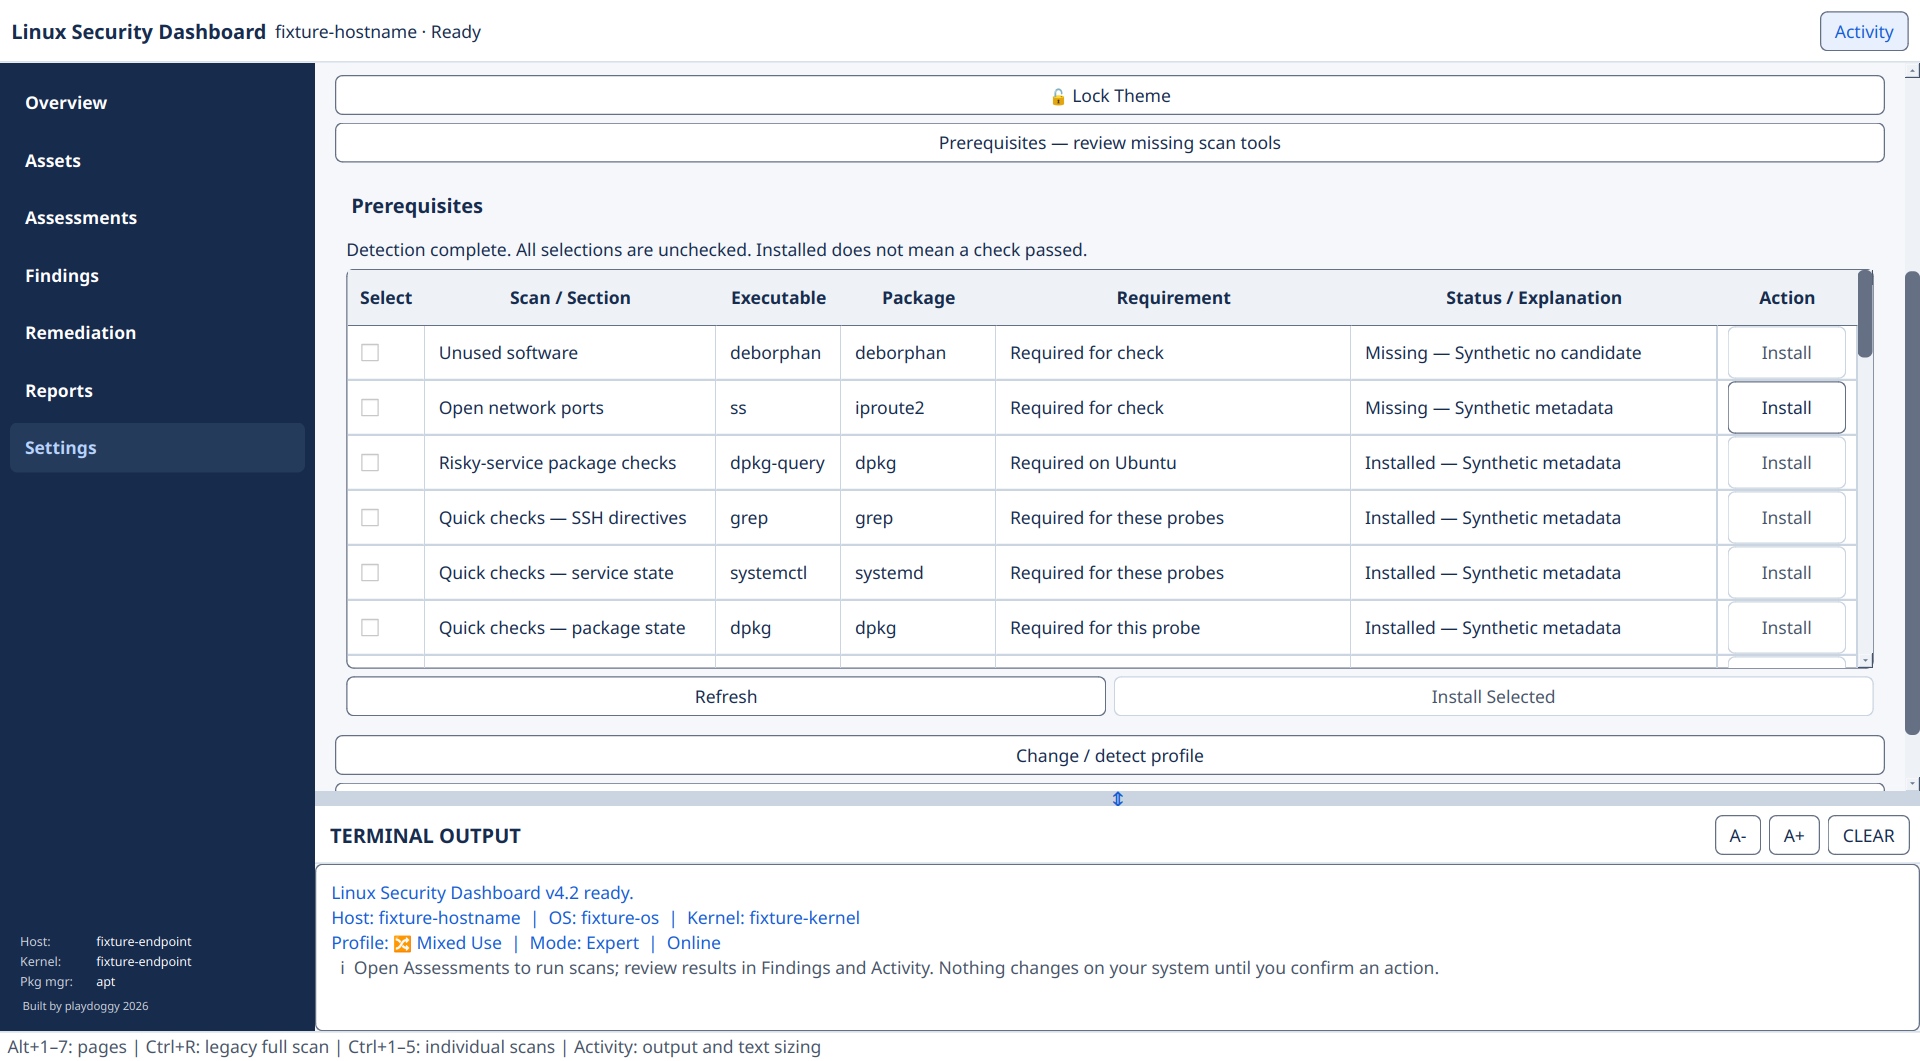 Linux Security Dashboard fixture-hostname · Ready
Activity
Overview
Assets
Assessments
Findings
Remediation
Reports
Settings
Host: fixture-endpoint
Kernel: fixture-endpoint
Pkg mgr: apt
Built by playdoggy 2026
🔓 Lock Theme
Prerequisites — review missing scan tools
Prerequisites
Detection complete. All selections are unchecked. Installed does not mean a check passed.
Select Scan / Section Executable Package Requirement Status / Explanation Action
Unused software deborphan deborphan Required for check Missing — Synthetic no candidate Install
Open network ports ss iproute2 Required for check Missing — Synthetic metadata Install
Risky-service package checks dpkg-query dpkg Required on Ubuntu Installed — Synthetic metadata Install
Quick checks — SSH directives grep grep Required for these probes Installed — Synthetic metadata Install
Quick checks — service state systemctl systemd Required for these probes Installed — Synthetic metadata Install
Quick checks — package state dpkg dpkg Required for this probe Installed — Synthetic metadata Install
Refresh Install Selected
Change / detect profile
TERMINAL OUTPUT A- A+ CLEAR
Linux Security Dashboard v4.2 ready.
Host: fixture-hostname | OS: fixture-os | Kernel: fixture-kernel
Profile: 🔀 Mixed Use | Mode: Expert | Online
i Open Assessments to run scans; review results in Findings and Activity. Nothing changes on your system until you confirm an action.
Alt+1–7: pages | Ctrl+R: legacy full scan | Ctrl+1–5: individual scans | Activity: output and text sizing